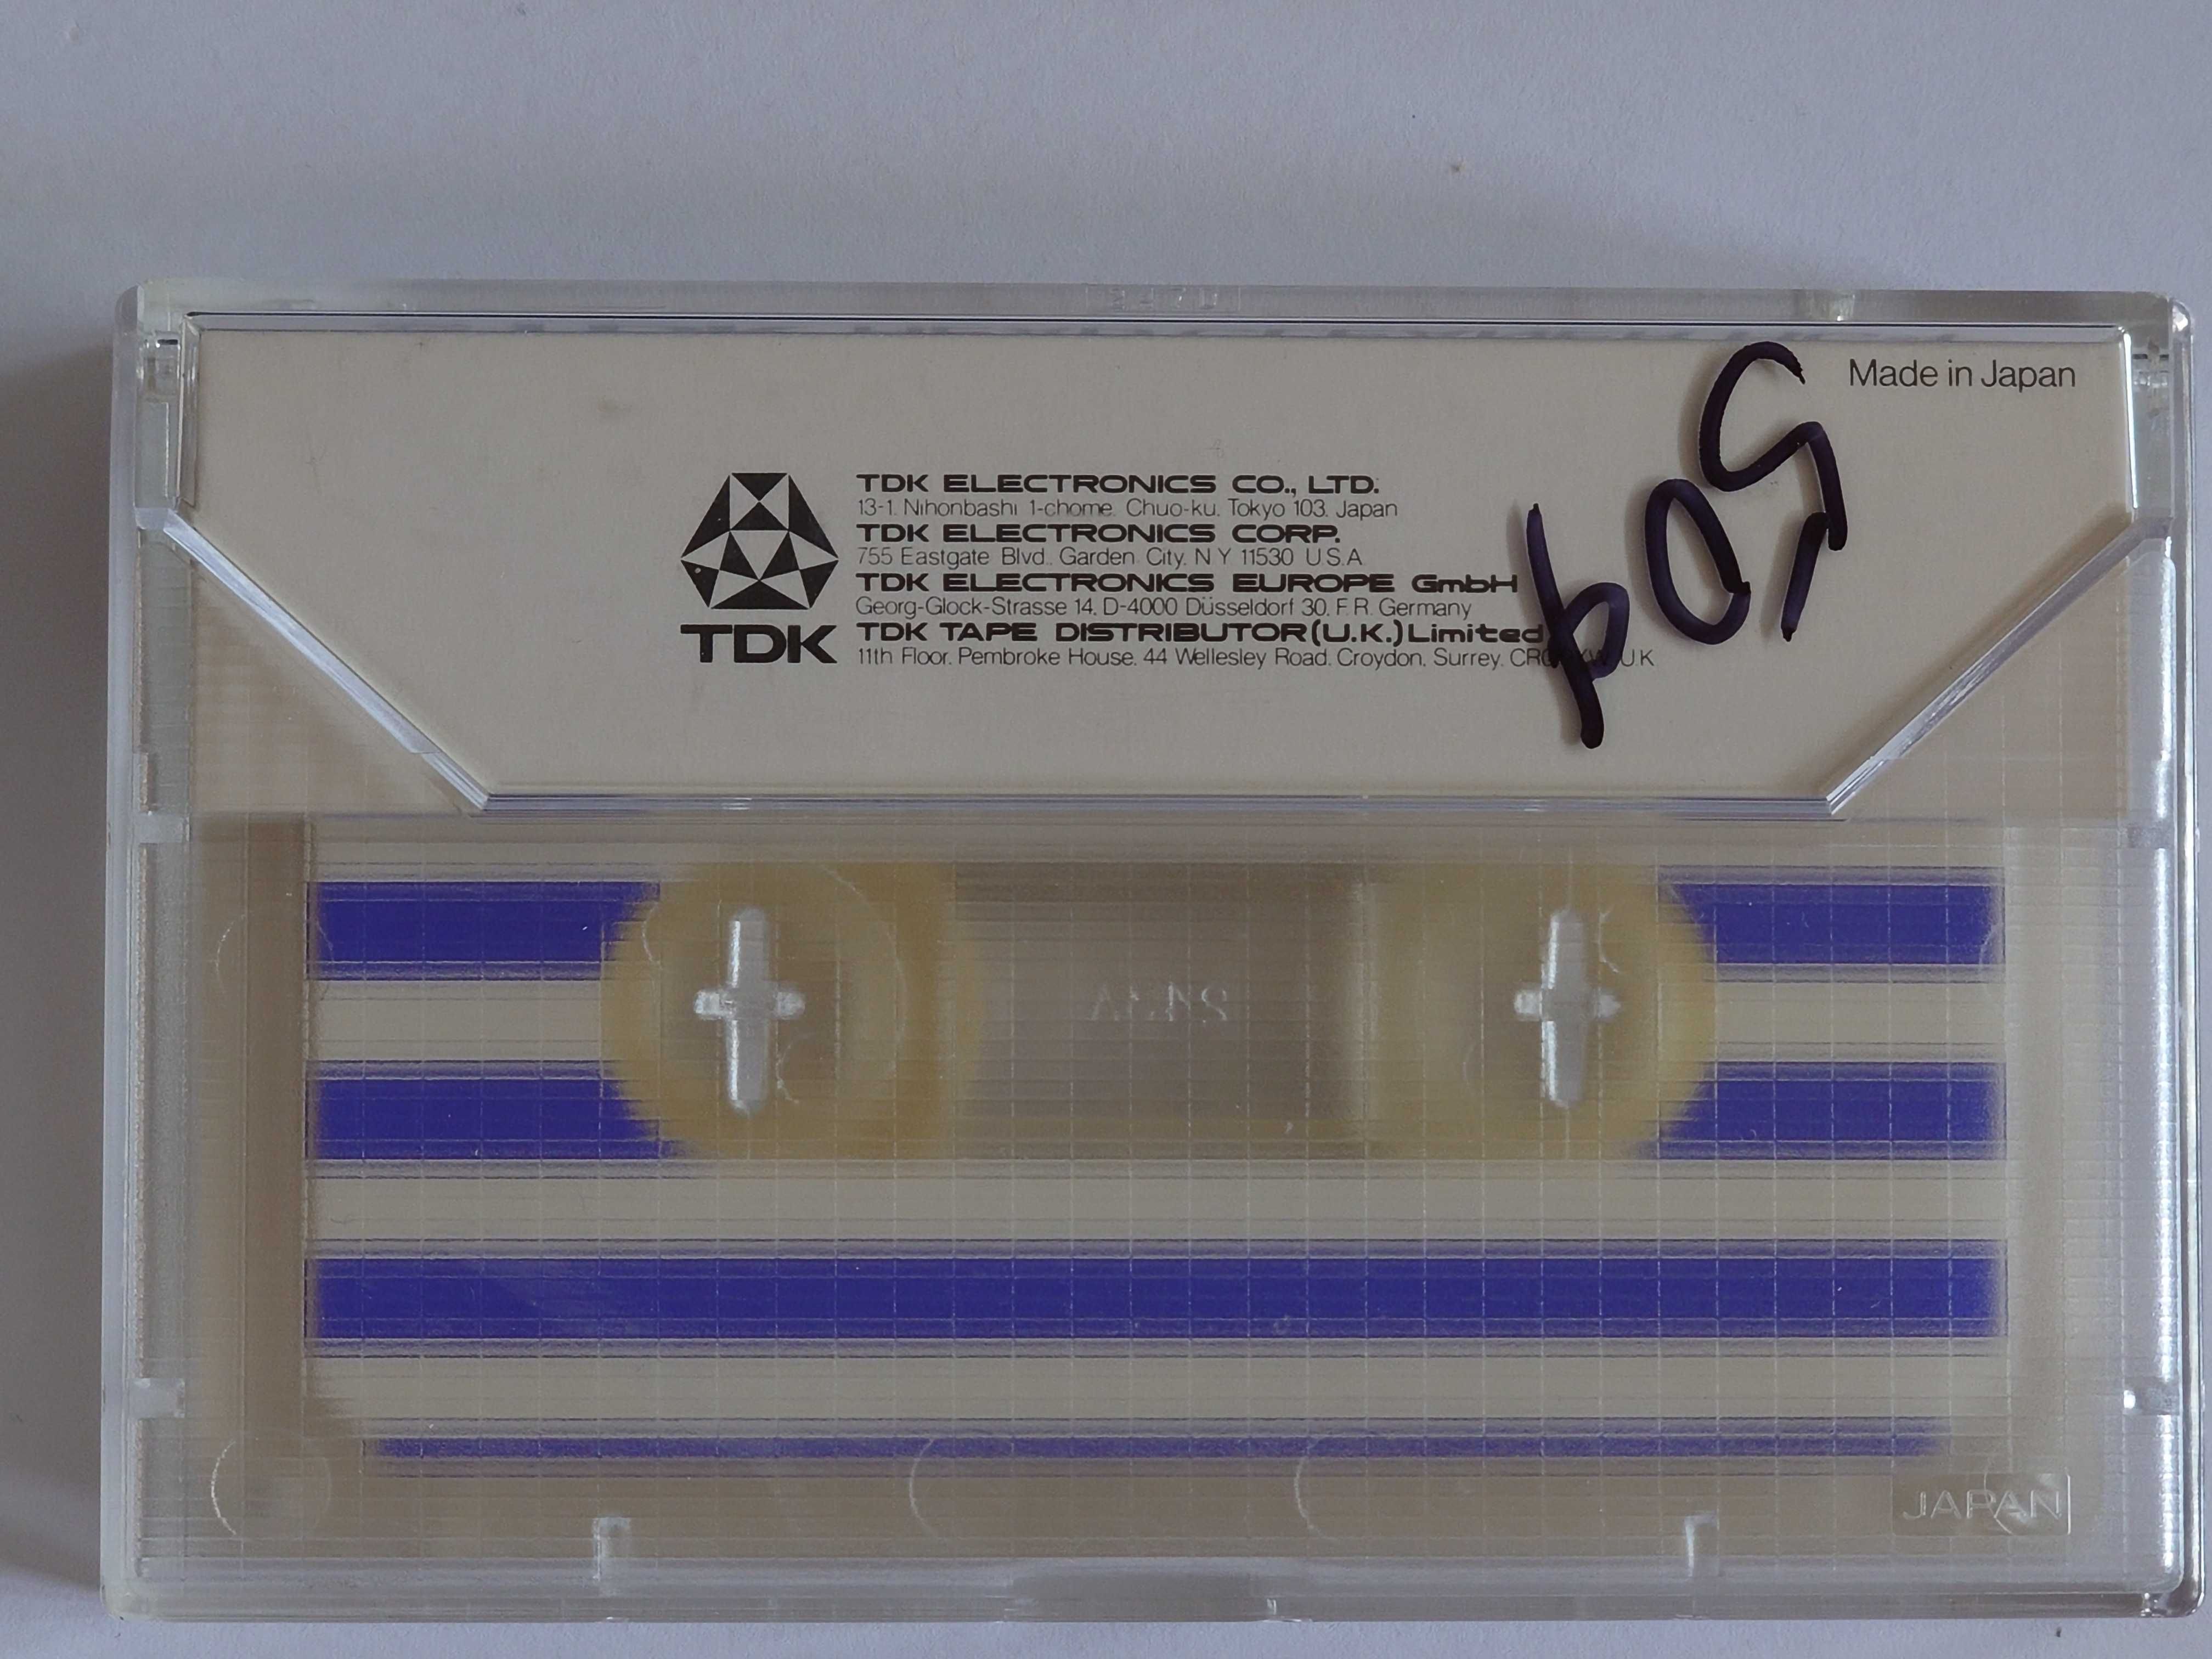 Made in Japan
TDK ELECTRONICS CO., LTD.
13-1, Nihonbashi 1-chome, Chuo-ku, Tokyo 103, Japan
TDK ELECTRONICS CORP.
755 Eastgate Blvd., Garden City, N.Y. 11530 U.S.A.
TDK ELECTRONICS EUROPE GmbH
Georg-Glock-Strasse 14, D-4000 Düsseldorf 30, F.R. Germany
TDK TAPE DISTRIBUTOR (U.K.) Limited
11th Floor, Pembroke House, 44 Wellesley Road, Croydon, Surrey, U.K
TDK
509
JAPAN